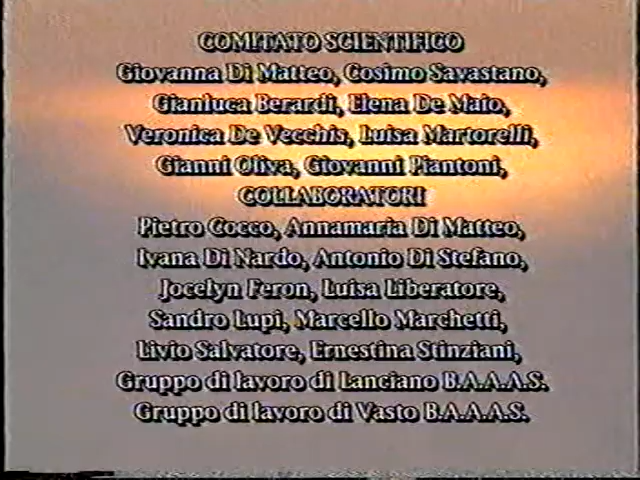 COMITATO SCIENTIFICO
Giovanna Di Matteo, Cosimo Savastano,
Gianluca Berardi, Elena De Maio,
Veronica De Vecchis, Luisa Martorelli,
Gianni Oliva, Giovanni Piantoni,
COLLABORATORI
Pietro Cocco, Annamaria Di Matteo,
Ivana Di Nardo, Antonio Di Stefano,
Jocelyn Feron, Luisa Liberatore,
Sandro Lupi, Marcello Marchetti,
Livio Salvatore, Ernestina Stinziani,
Gruppo di lavoro di Lanciano B.A.A.A.S.
Gruppo di lavoro di Vasto B.A.A.A.S.